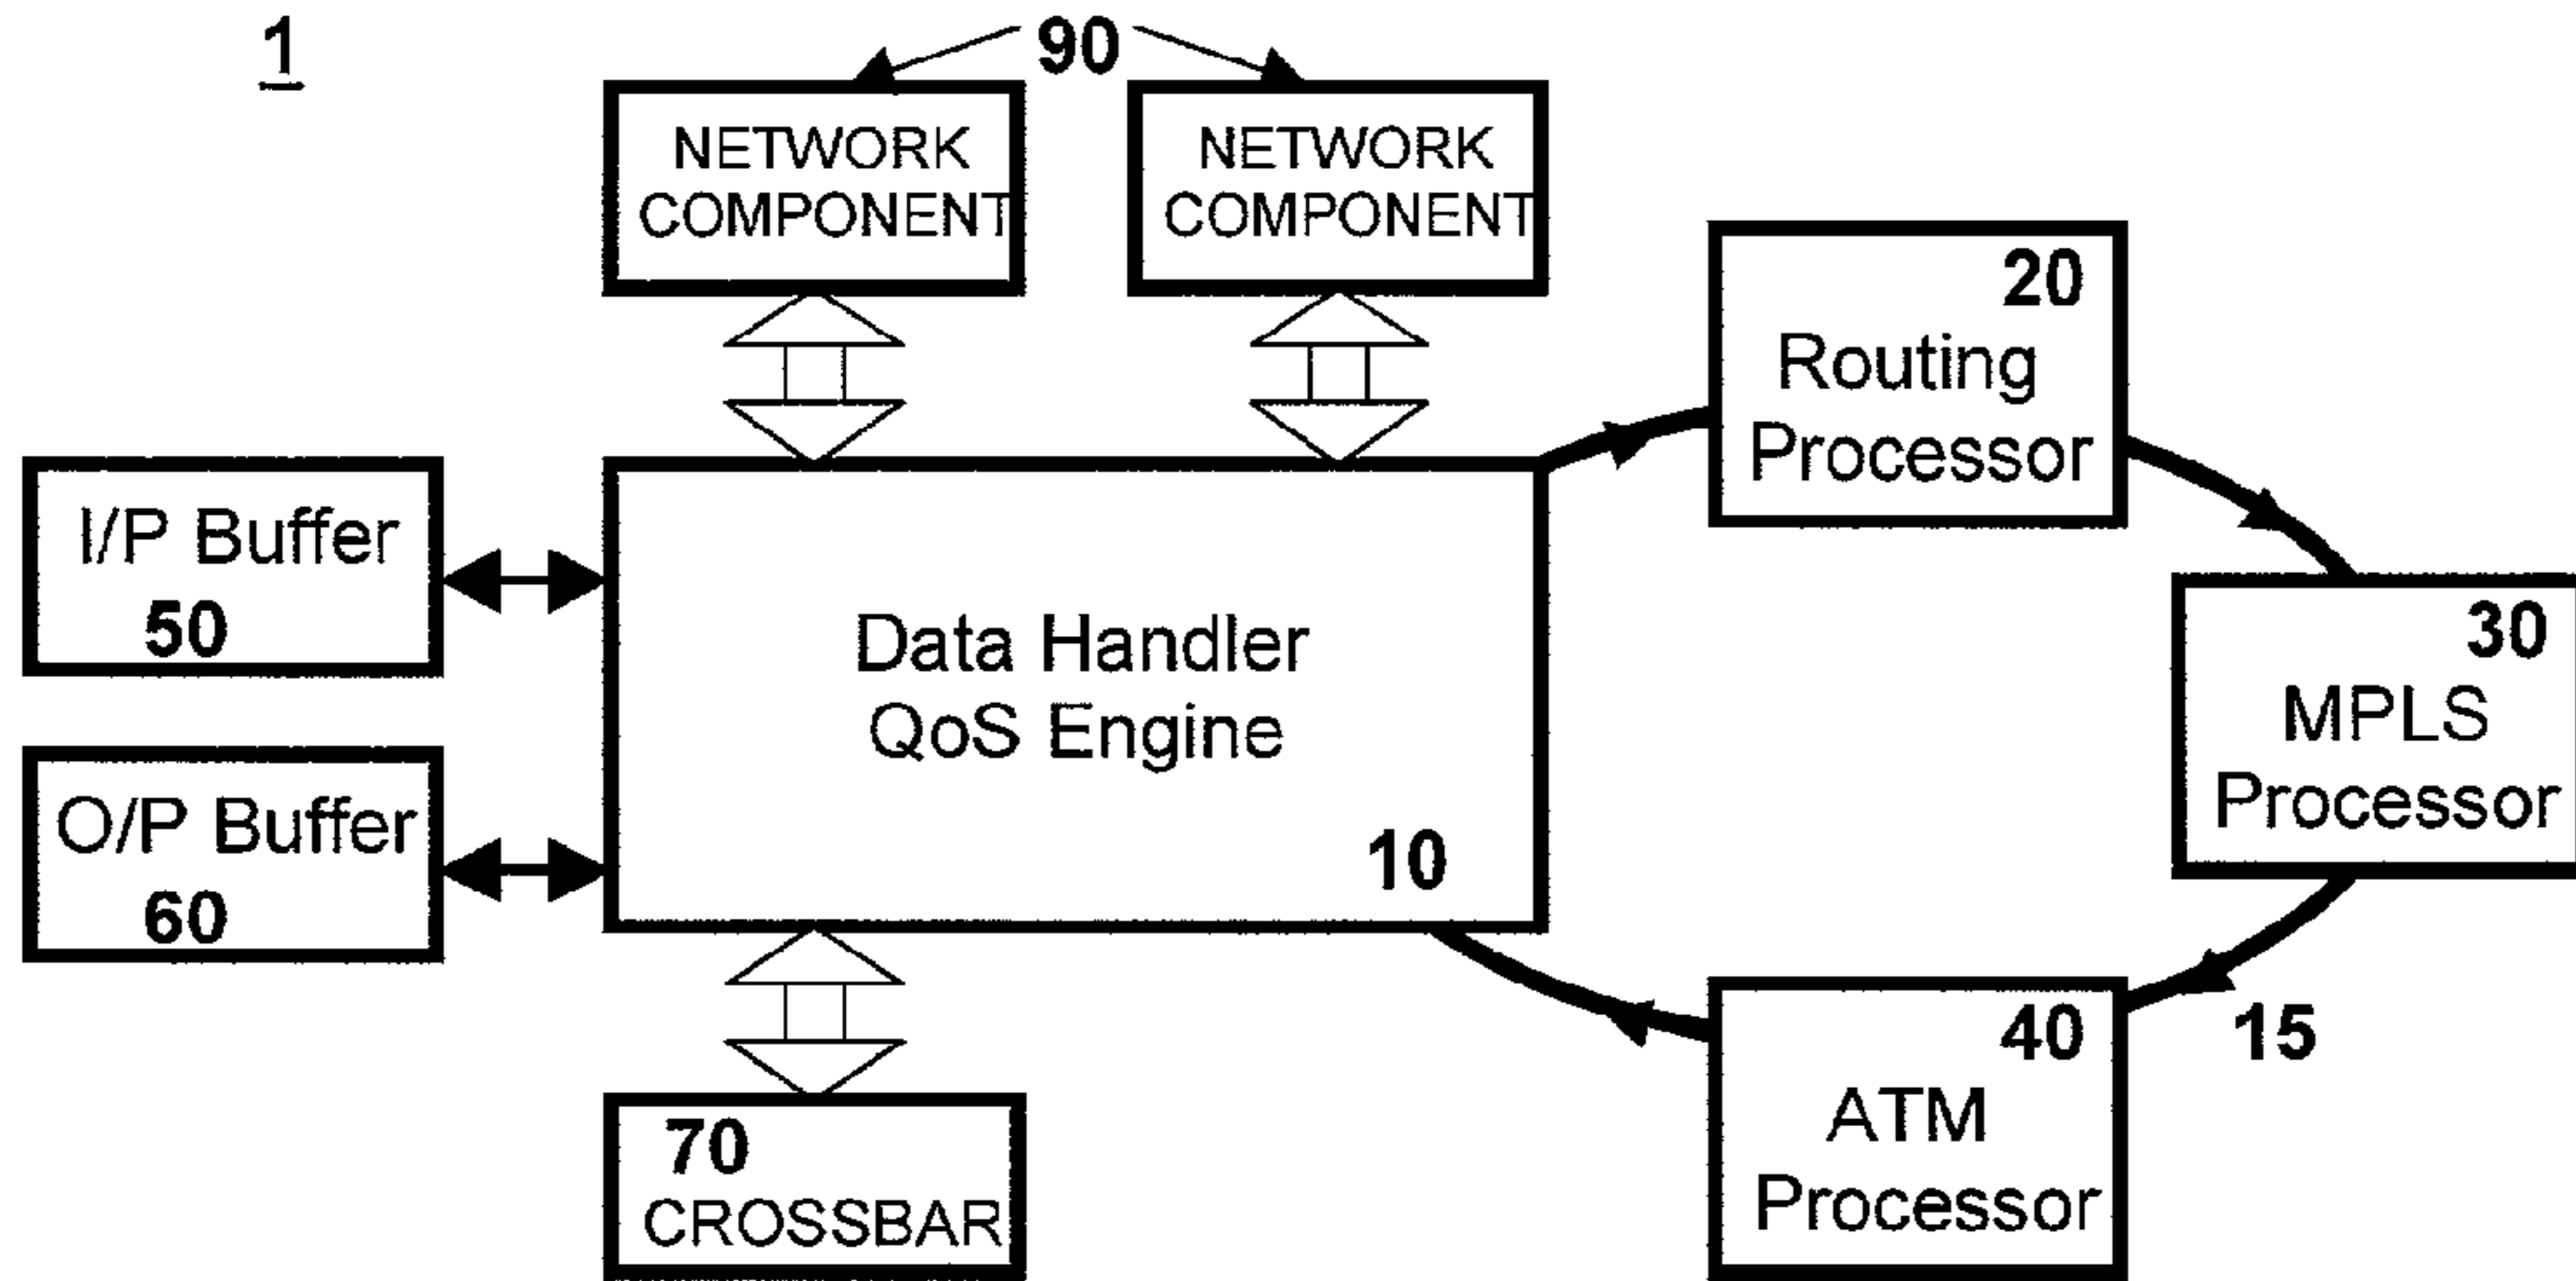 1
90
NETWORK
COMPONENT
NETWORK
COMPONENT
20
Routing
Processor
I/P Buffer
50
Data Handler
QoS Engine
10
30
MPLS
Processor
O/P Buffer
60
40
ATM
Processor
15
70
CROSSBAR